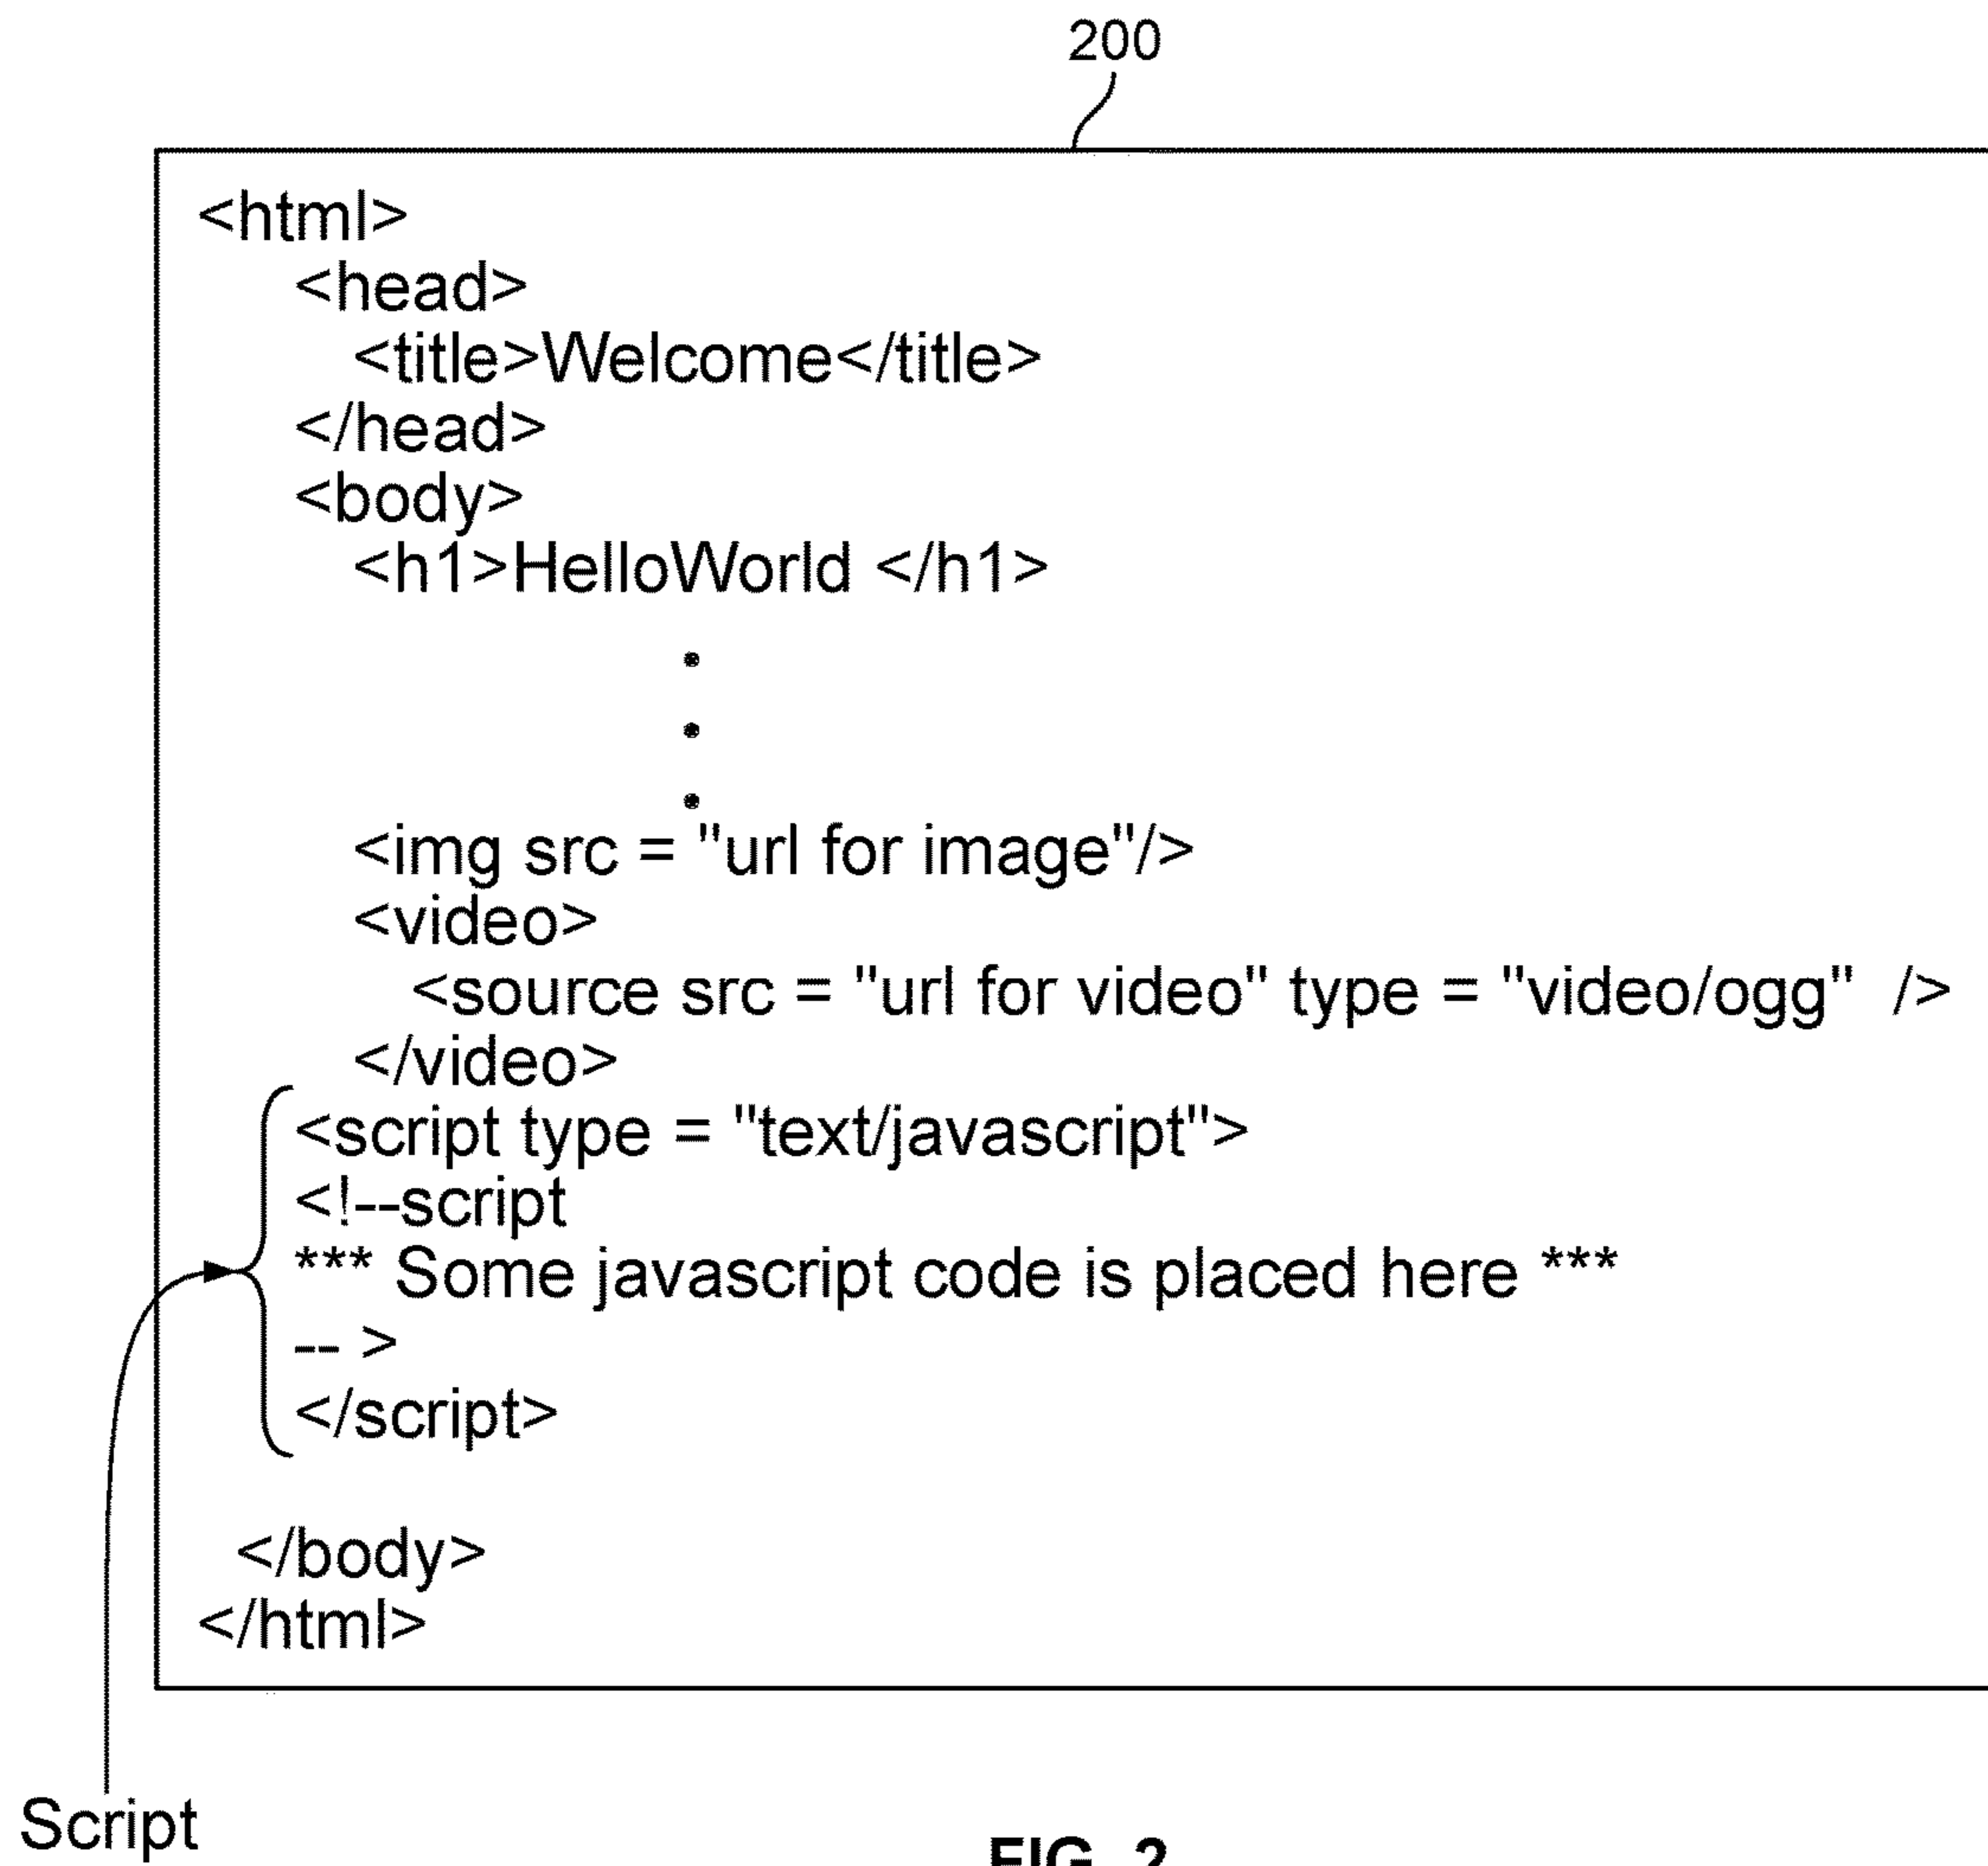 200
<html>
<head>
<title>Welcome</title>
</head>
<body>
<h1>HelloWorld </h1>
<img src = "url for image"/>
<video>
<source src = "url for video" type = "video/ogg"  />
</video>
<script type = "text/javascript">
<!--script
*** Some javascript code is placed here ***
-- >
</script>
</body>
</html>
Script
FIG. 2